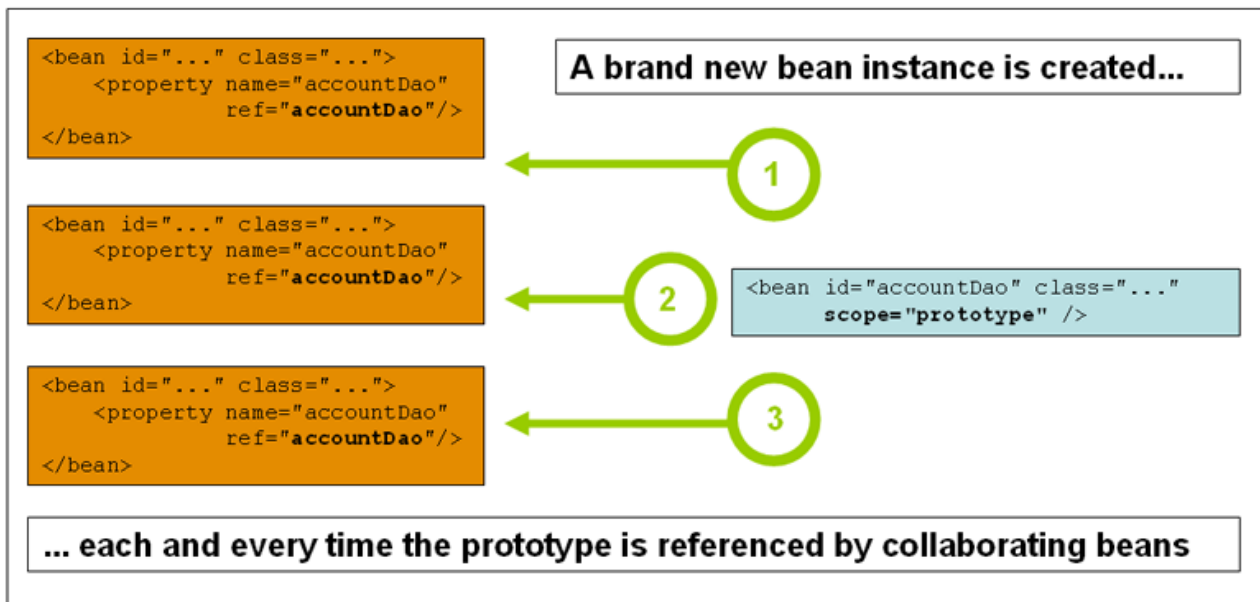 <bean id="..." class="...">
<property name="accountDao"
ref="accountDao"/>
</bean>
A brand new bean instance is created...
1
<bean id="..." class="...">
<property name="accountDao"
ref="accountDao"/>
</bean>
2
<bean id="accountDao" class="..."
scope="prototype" />
<bean id="..." class="...">
<property name="accountDao"
ref="accountDao"/>
</bean>
3
... each and every time the prototype is referenced by collaborating beans